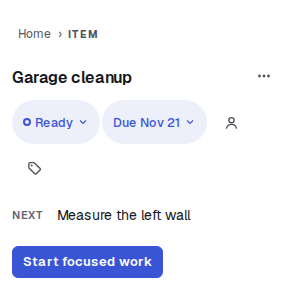 Home › ITEM
Garage cleanup
Ready Due Nov 21
NEXT Measure the left wall
Start focused work